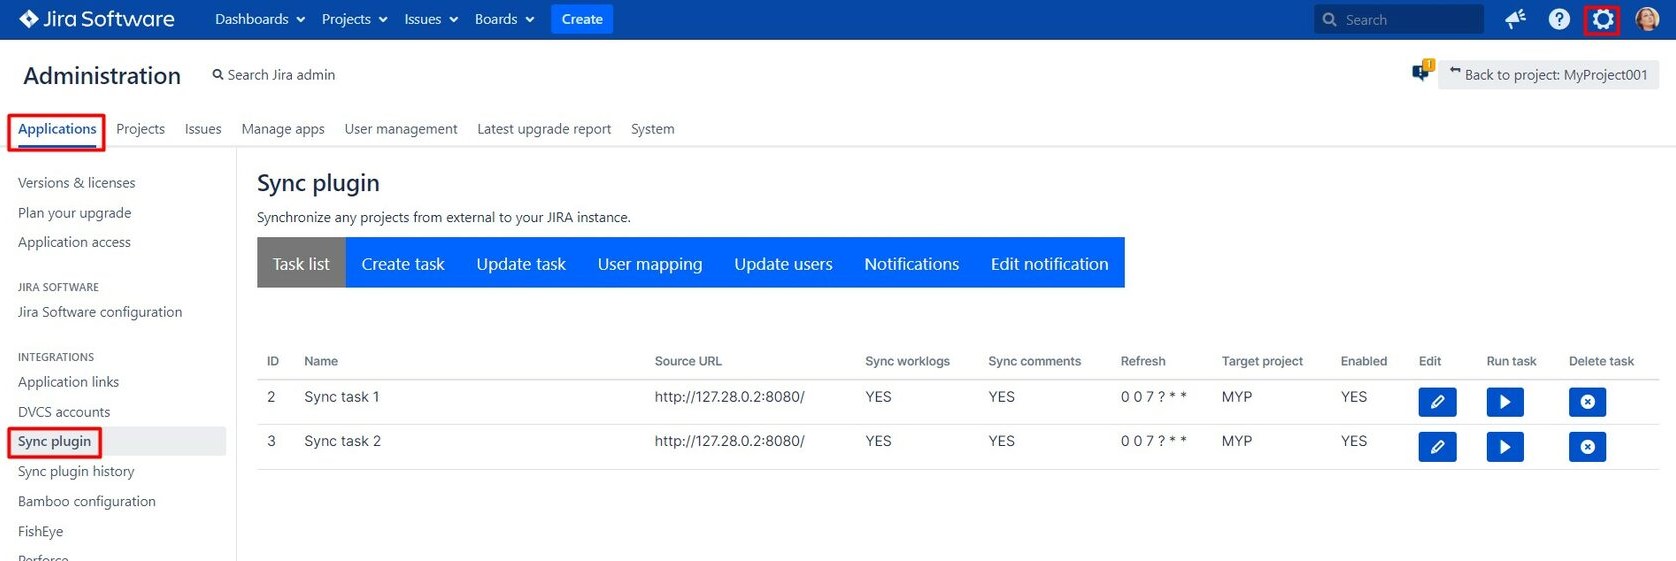 Jira Software Dashboards Projects Issues Boards Create Search
Administration Search Jira admin Back to project: MyProject001
Applications Projects Issues Manage apps User management Latest upgrade report System
Versions & licenses
Plan your upgrade
Application access
JIRA SOFTWARE
Jira Software configuration
INTEGRATIONS
Application links
DVCS accounts
Sync plugin
Sync plugin history
Bamboo configuration
FishEye
Perforce
Sync plugin
Synchronize any projects from external to your JIRA instance.
Task list Create task Update task User mapping Update users Notifications Edit notification
ID Name Source URL Sync worklogs Sync comments Refresh Target project Enabled Edit Run task Delete task
2 Sync task 1 http://127.28.0.2:8080/ YES YES 0 0 7 ? * * MYP YES
3 Sync task 2 http://127.28.0.2:8080/ YES YES 0 0 7 ? * * MYP YES